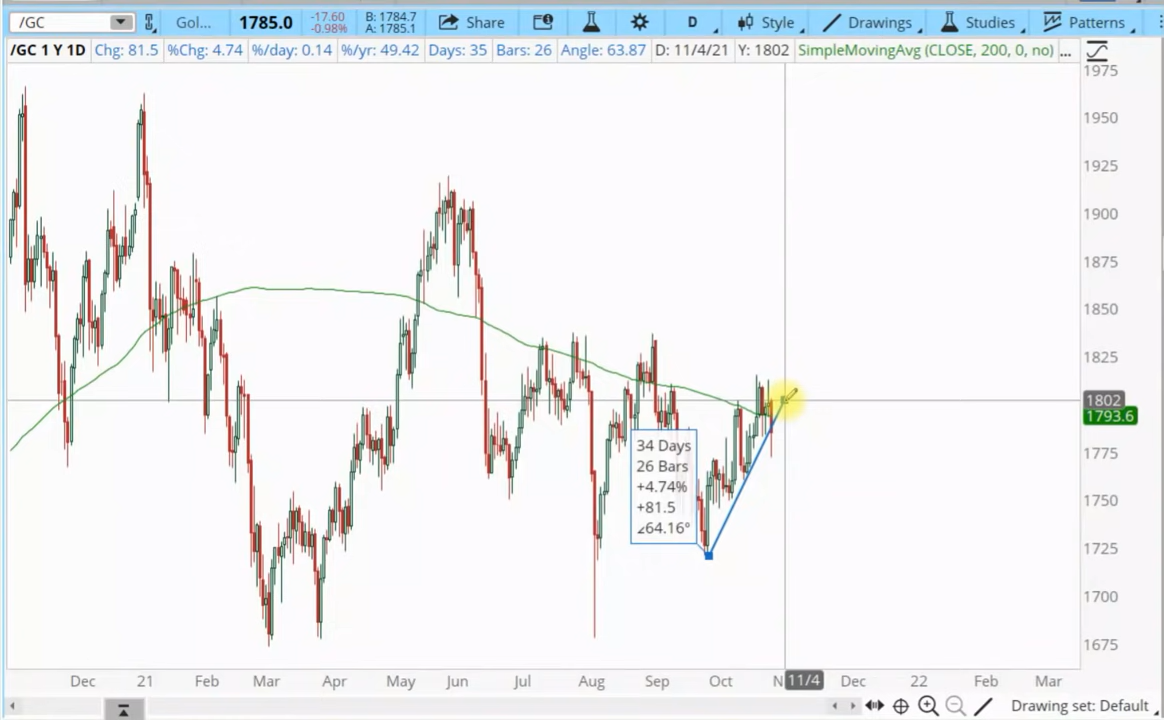 /GC Gol... 1785.0 -17.60 -0.98% B: 1784.7 A: 1785.1 Share D Style Drawings Studies Patterns
/GC 1 Y 1D Chg: 81.5 %Chg: 4.74 %/day: 0.14 %/yr: 49.42 Days: 35 Bars: 26 Angle: 63.87 D: 11/4/21 Y: 1802 SimpleMovingAvg (CLOSE, 200, 0, no) ...
1975
1950
1925
1900
1875
1850
1825
1802
1793.6
1775
1750
1725
1700
1675
34 Days
26 Bars
+4.74%
+81.5
∠64.16°
Dec 21 Feb Mar Apr May Jun Jul Aug Sep Oct N 11/4 Dec 22 Feb Mar
Drawing set: Default